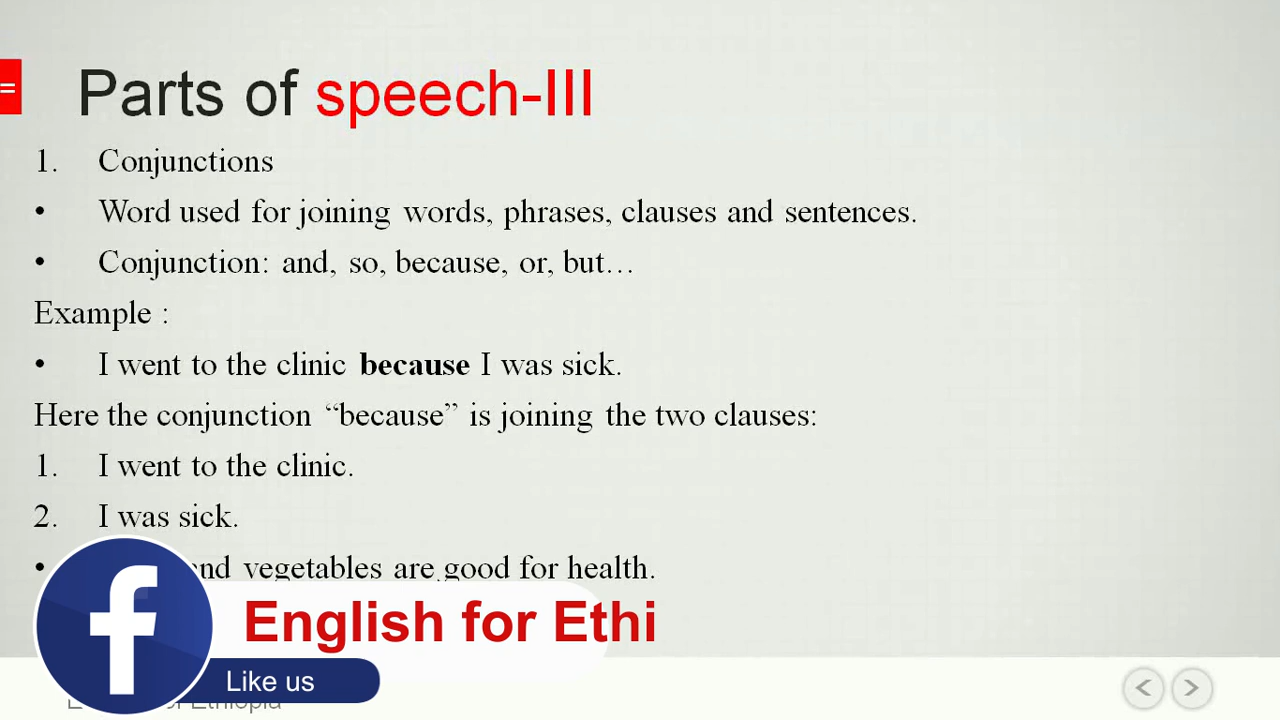 =
Parts of speech-III
1. Conjunctions
• Word used for joining words, phrases, clauses and sentences.
• Conjunction: and, so, because, or, but…
Example :
• I went to the clinic because I was sick.
Here the conjunction “because” is joining the two clauses:
1. I went to the clinic.
2. I was sick.
• and vegetables are good for health.
f English for Ethi
Like us
Ethiopia
< >